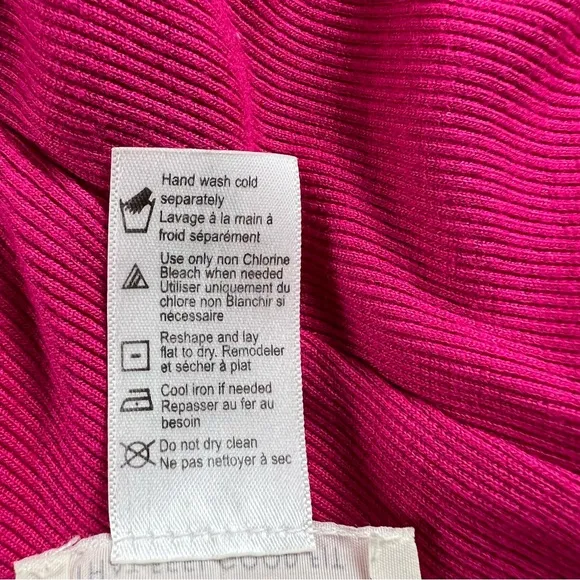 Hand wash cold
separately
Lavage à la main à
froid séparément
Use only non Chlorine
Bleach when needed
Utiliser uniquement du
chlore non Blanchir si
nécessaire
Reshape and lay
flat to dry. Remodeler
et sécher à plat
Cool iron if needed
Repasser au fer au
besoin
Do not dry clean
Ne pas nettoyer à sec